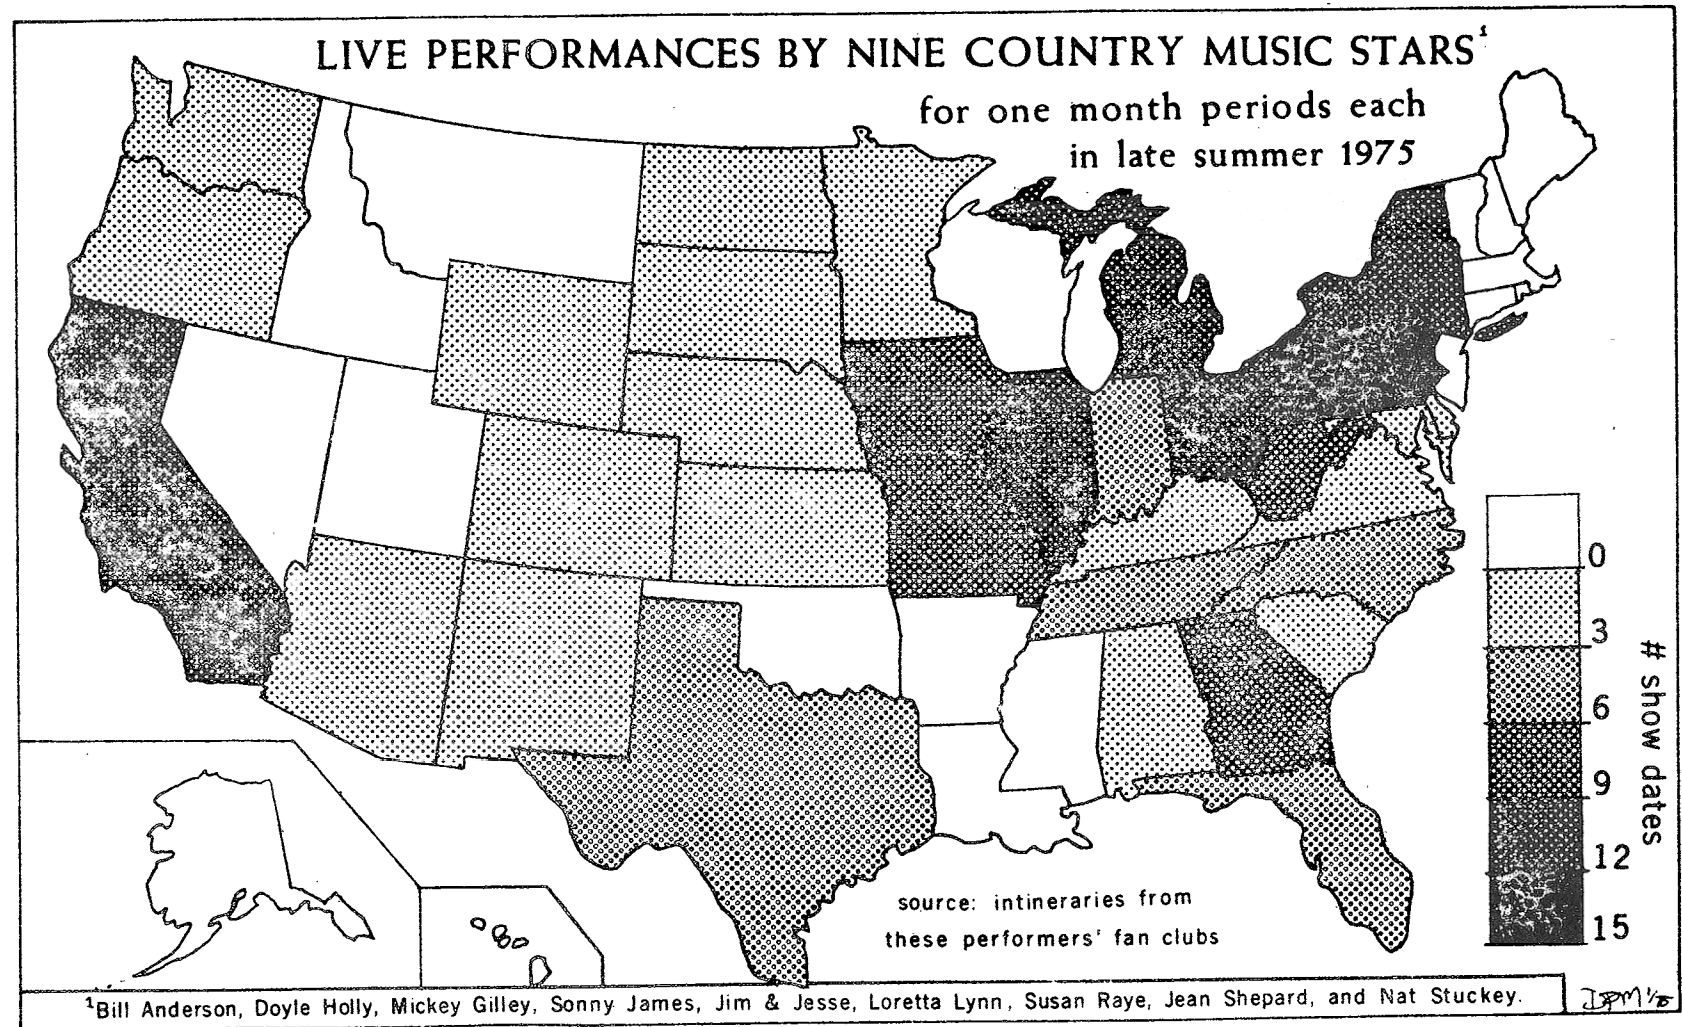 LIVE PERFORMANCES BY NINE COUNTRY MUSIC STARS¹
for one month periods each
in late summer 1975
0
3
6
9
12
15
# show dates
source: intineraries from
these performers' fan clubs
¹Bill Anderson, Doyle Holly, Mickey Gilley, Sonny James, Jim & Jesse, Loretta Lynn, Susan Raye, Jean Shepard, and Nat Stuckey.